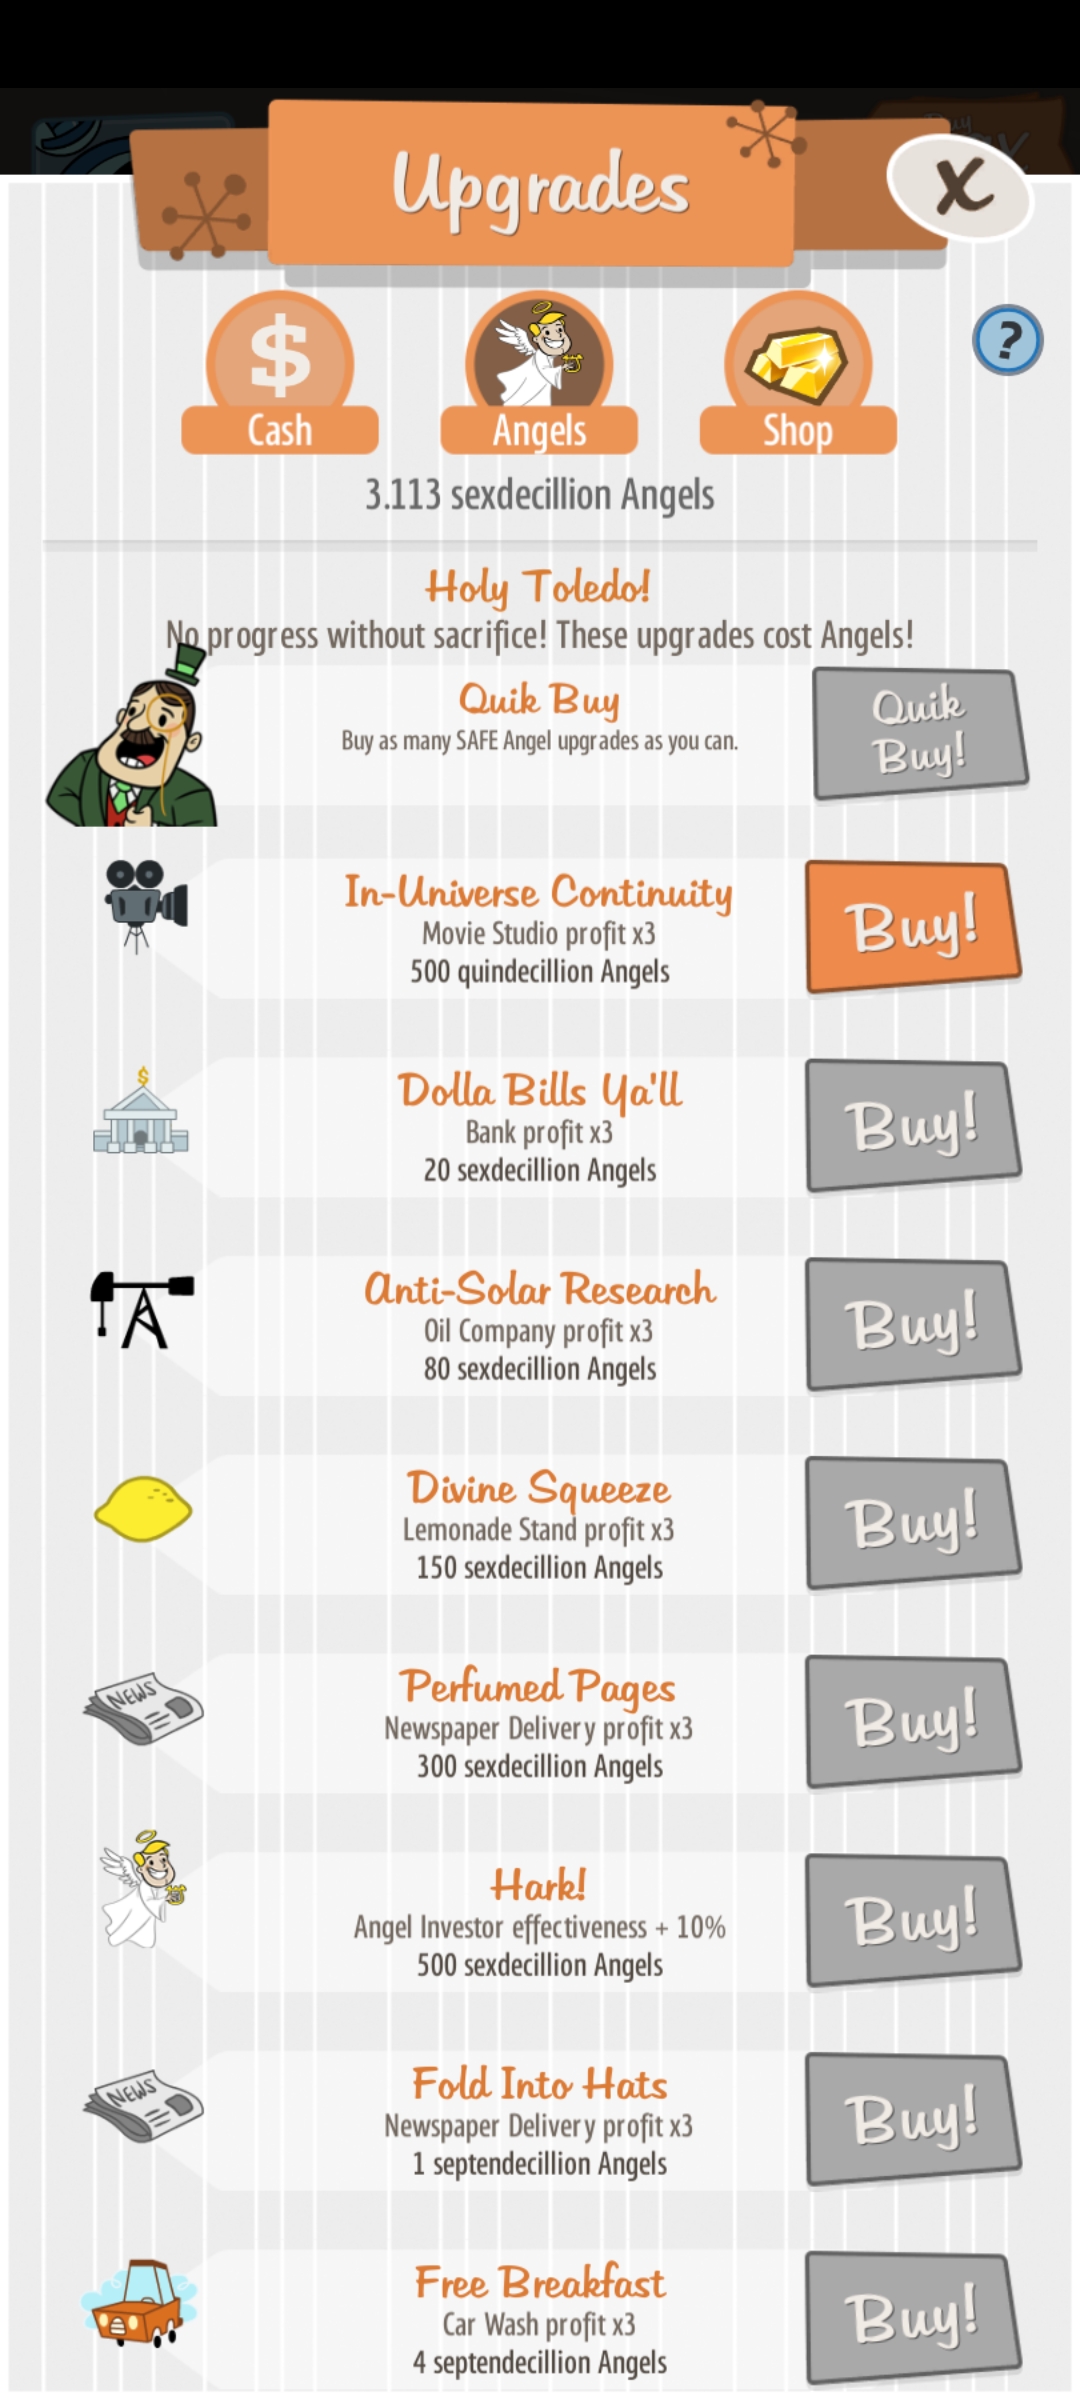 Upgrades
X
?
$
Cash
Angels
Shop
3.113 sexdecillion Angels
Holy Toledo!
No progress without sacrifice! These upgrades cost Angels!
Quik Buy
Buy as many SAFE Angel upgrades as you can.
Quik
Buy!
In-Universe Continuity
Movie Studio profit x3
500 quindecillion Angels
Buy!
$
Dolla Bills Ya'll
Bank profit x3
20 sexdecillion Angels
Buy!
Anti-Solar Research
Oil Company profit x3
80 sexdecillion Angels
Buy!
Divine Squeeze
Lemonade Stand profit x3
150 sexdecillion Angels
Buy!
NEWS
Perfumed Pages
Newspaper Delivery profit x3
300 sexdecillion Angels
Buy!
Hark!
Angel Investor effectiveness + 10%
500 sexdecillion Angels
Buy!
NEWS
Fold Into Hats
Newspaper Delivery profit x3
1 septendecillion Angels
Buy!
Free Breakfast
Car Wash profit x3
4 septendecillion Angels
Buy!